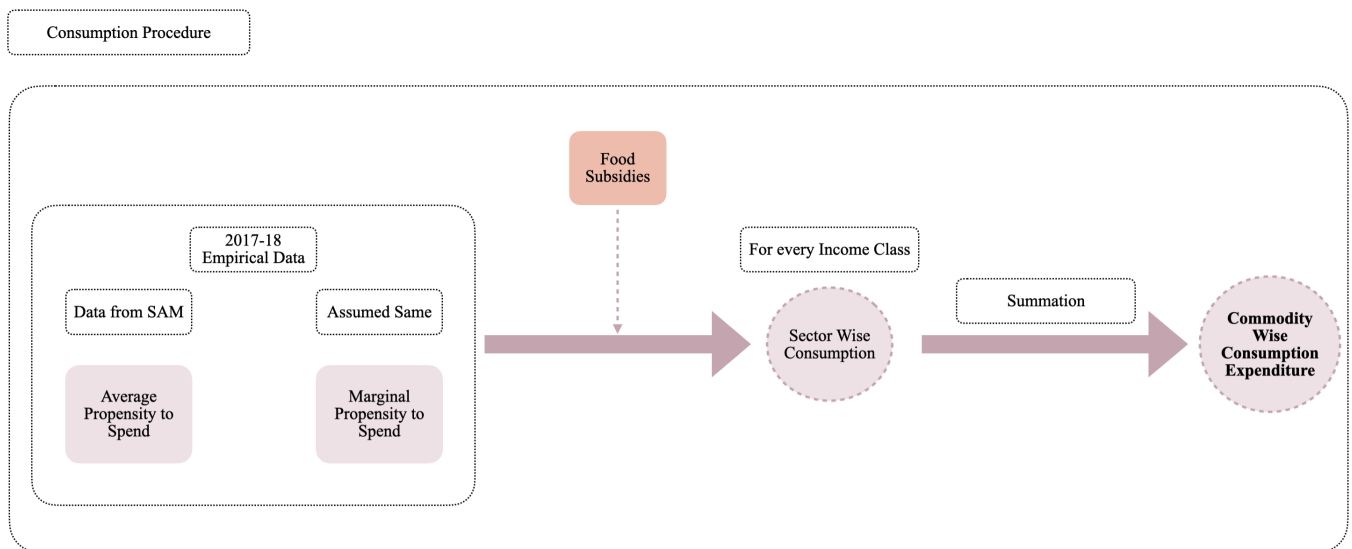 Consumption Procedure
Food
Subsidies
2017-18
Empirical Data
For every Income Class
Data from SAM
Assumed Same
Summation
Sector Wise
Consumption
Commodity
Wise
Consumption
Expenditure
Average
Propensity to
Spend
Marginal
Propensity to
Spend